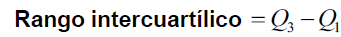 Rango intercuartílico = Q₃ − Q₁